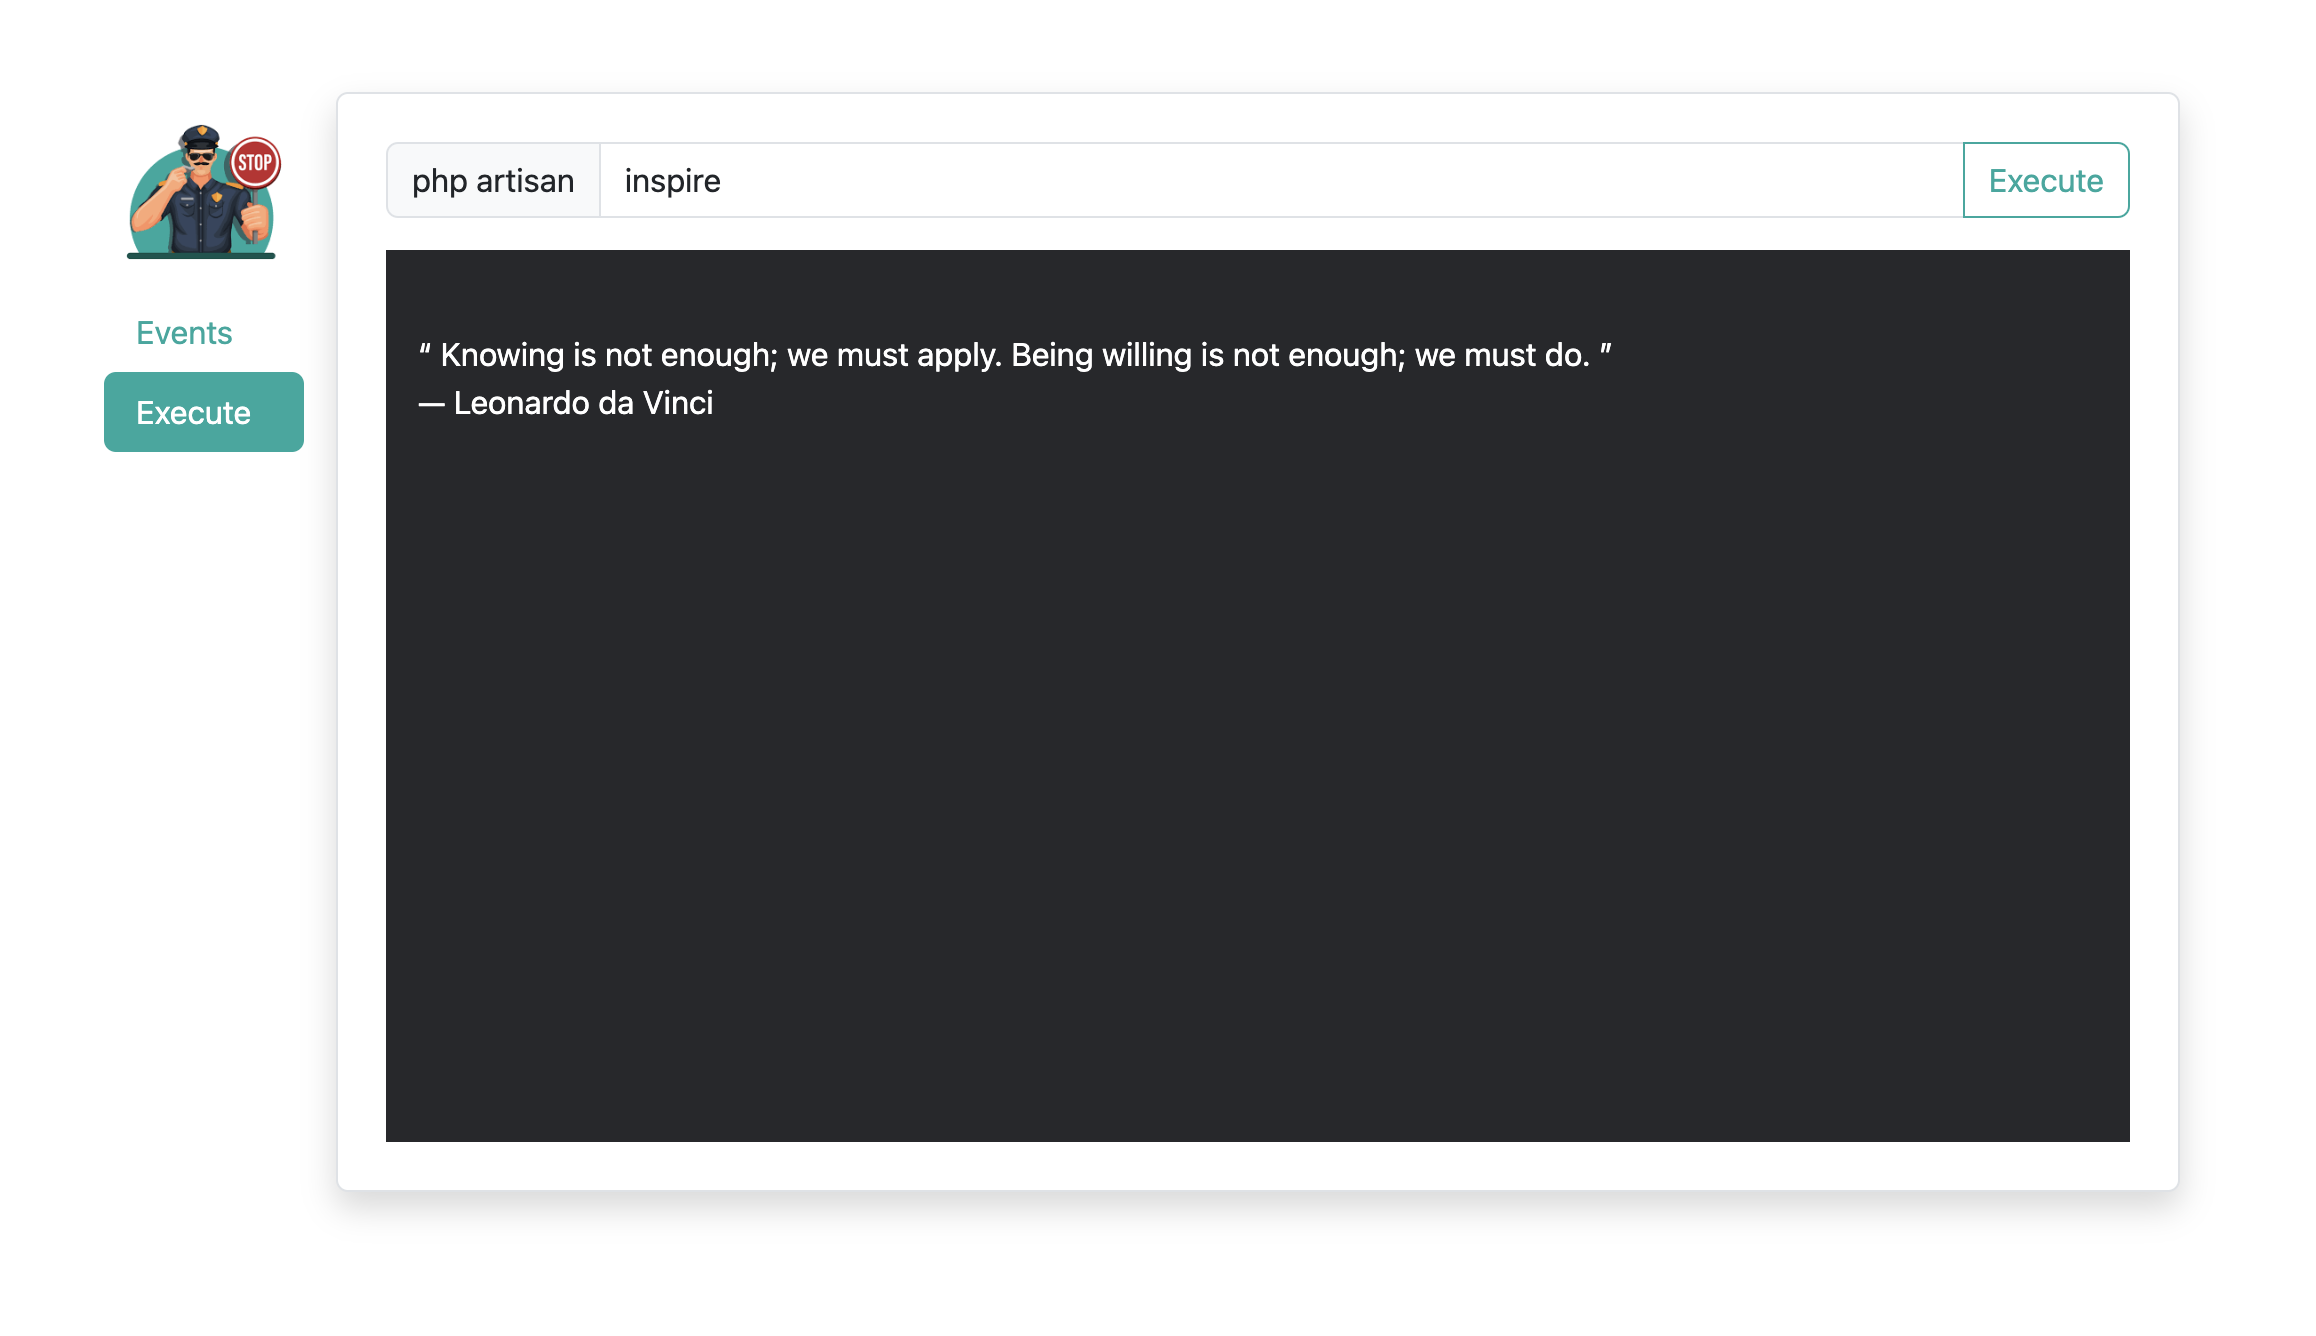 STOP
Events
Execute
php artisan inspire Execute
“ Knowing is not enough; we must apply. Being willing is not enough; we must do. ”
— Leonardo da Vinci